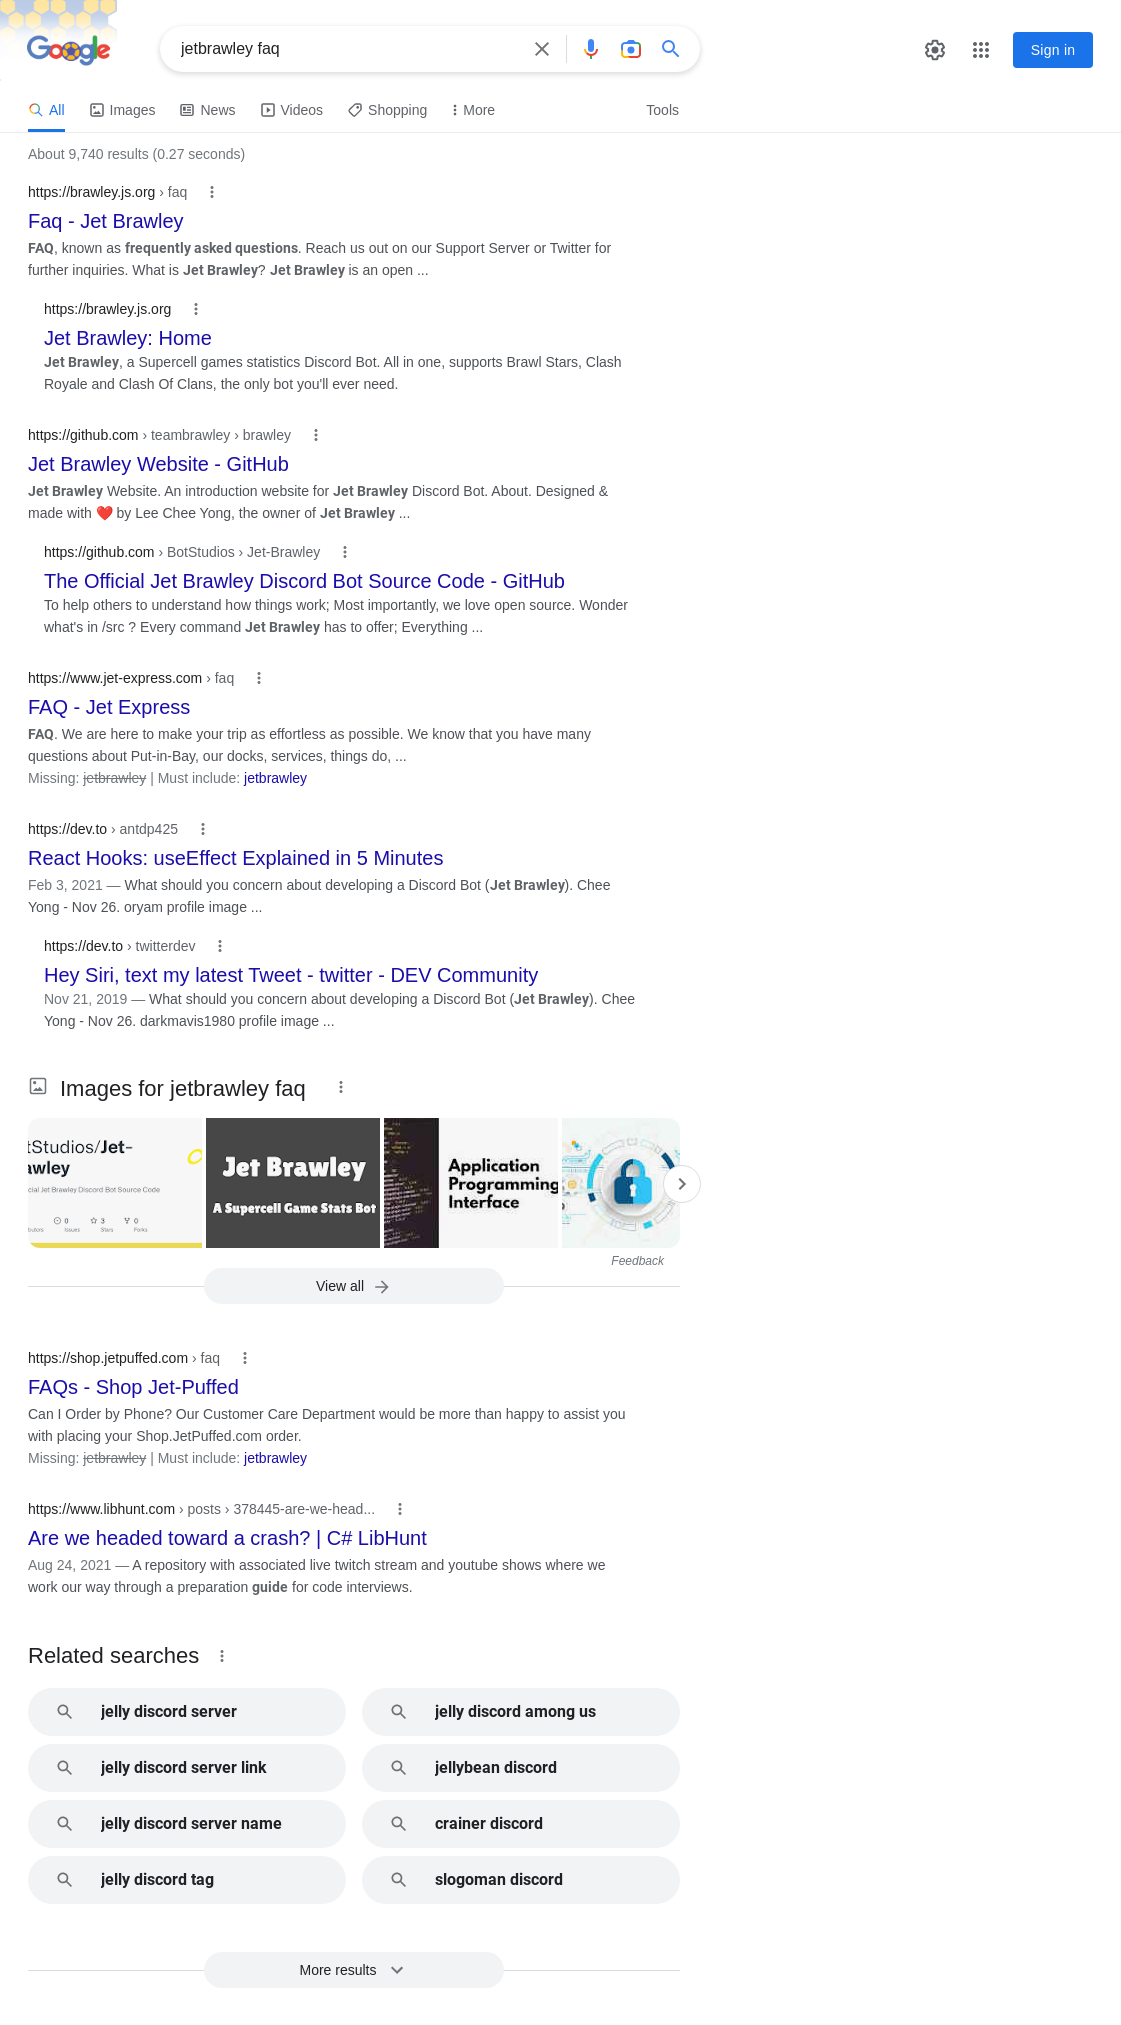 Google
jetbrawley faq
Sign in
All
Images
News
Videos
Shopping
More
Tools
About 9,740 results (0.27 seconds)
https://brawley.js.org › faq
Faq - Jet Brawley
FAQ, known as frequently asked questions. Reach us out on our Support Server or Twitter for
further inquiries. What is Jet Brawley? Jet Brawley is an open ...
https://brawley.js.org
Jet Brawley: Home
Jet Brawley, a Supercell games statistics Discord Bot. All in one, supports Brawl Stars, Clash
Royale and Clash Of Clans, the only bot you'll ever need.
https://github.com › teambrawley › brawley
Jet Brawley Website - GitHub
Jet Brawley Website. An introduction website for Jet Brawley Discord Bot. About. Designed &
made with ❤️ by Lee Chee Yong, the owner of Jet Brawley ...
https://github.com › BotStudios › Jet-Brawley
The Official Jet Brawley Discord Bot Source Code - GitHub
To help others to understand how things work; Most importantly, we love open source. Wonder
what's in /src ? Every command Jet Brawley has to offer; Everything ...
https://www.jet-express.com › faq
FAQ - Jet Express
FAQ. We are here to make your trip as effortless as possible. We know that you have many
questions about Put-in-Bay, our docks, services, things do, ...
Missing: jetbrawley | Must include: jetbrawley
https://dev.to › antdp425
React Hooks: useEffect Explained in 5 Minutes
Feb 3, 2021 — What should you concern about developing a Discord Bot (Jet Brawley). Chee
Yong - Nov 26. oryam profile image ...
https://dev.to › twitterdev
Hey Siri, text my latest Tweet - twitter - DEV Community
Nov 21, 2019 — What should you concern about developing a Discord Bot (Jet Brawley). Chee
Yong - Nov 26. darkmavis1980 profile image ...
Images for jetbrawley faq
tStudios/Jet-
awley
cial Jet Brawley Discord Bot Source Code
0
3
0
butors
Issues
Stars
Forks
Jet Brawley
A Supercell Game Stats Bot
Application
Programming
Interface
Feedback
View all
https://shop.jetpuffed.com › faq
FAQs - Shop Jet-Puffed
Can I Order by Phone? Our Customer Care Department would be more than happy to assist you
with placing your Shop.JetPuffed.com order.
Missing: jetbrawley | Must include: jetbrawley
https://www.libhunt.com › posts › 378445-are-we-head...
Are we headed toward a crash? | C# LibHunt
Aug 24, 2021 — A repository with associated live twitch stream and youtube shows where we
work our way through a preparation guide for code interviews.
Related searches
jelly discord server
jelly discord among us
jelly discord server link
jellybean discord
jelly discord server name
crainer discord
jelly discord tag
slogoman discord
More results